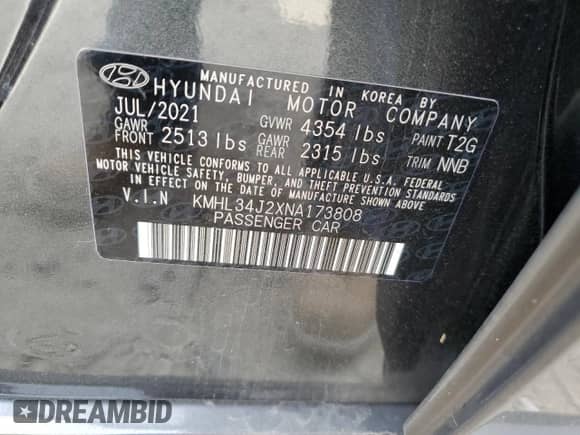 MANUFACTURED IN KOREA BY
HYUNDAI MOTOR COMPANY
JUL/2021 GVWR 4354 lbs PAINT T2G
GAWR FRONT 2513 lbs GAWR REAR 2315 lbs TRIM NNB
THIS VEHICLE CONFORMS TO ALL APPLICABLE U.S.A. FEDERAL
MOTOR VEHICLE SAFETY, BUMPER, AND THEFT PREVENTION STANDARDS
IN EFFECT ON THE DATE OF MANUFACTURE SHOWN ABOVE.
V.I.N KMHL34J2XNA173808
PASSENGER CAR
DREAMBID